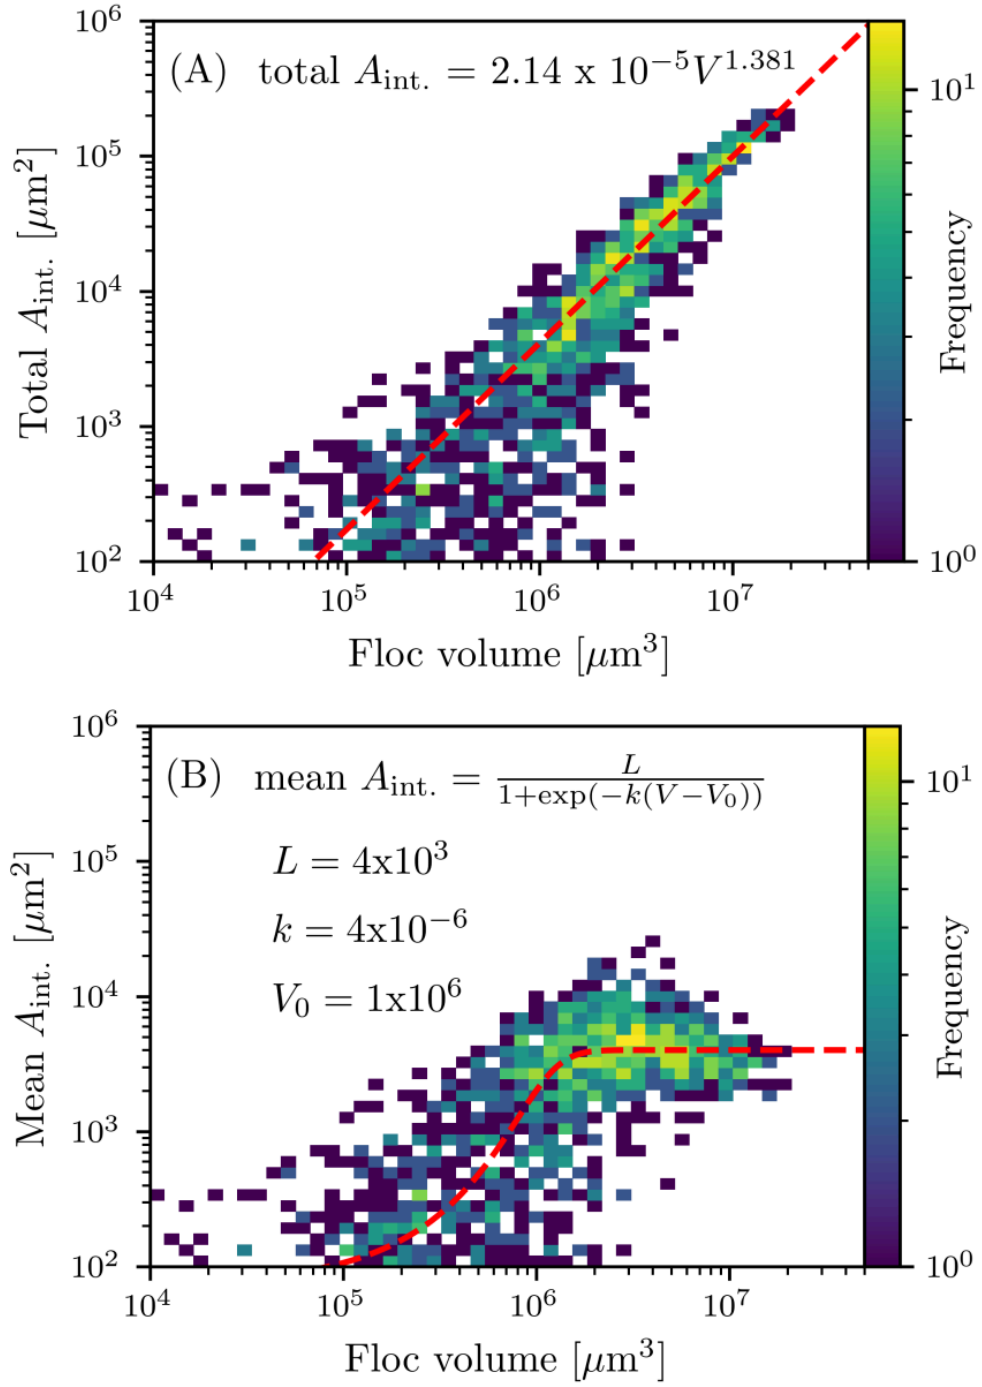 (A) total A_int. = 2.14 x 10^−5 V^1.381
10^6
10^5
10^4
10^3
10^2
Total A_int. [μm^2]
10^4 10^5 10^6 10^7
Floc volume [μm^3]
10^1
10^0
Frequency
(B) mean A_int. = L / 1+exp(−k(V−V_0))
L = 4x10^3
k = 4x10^−6
V_0 = 1x10^6
10^6
10^5
10^4
10^3
10^2
Mean A_int. [μm^2]
10^4 10^5 10^6 10^7
Floc volume [μm^3]
10^1
10^0
Frequency